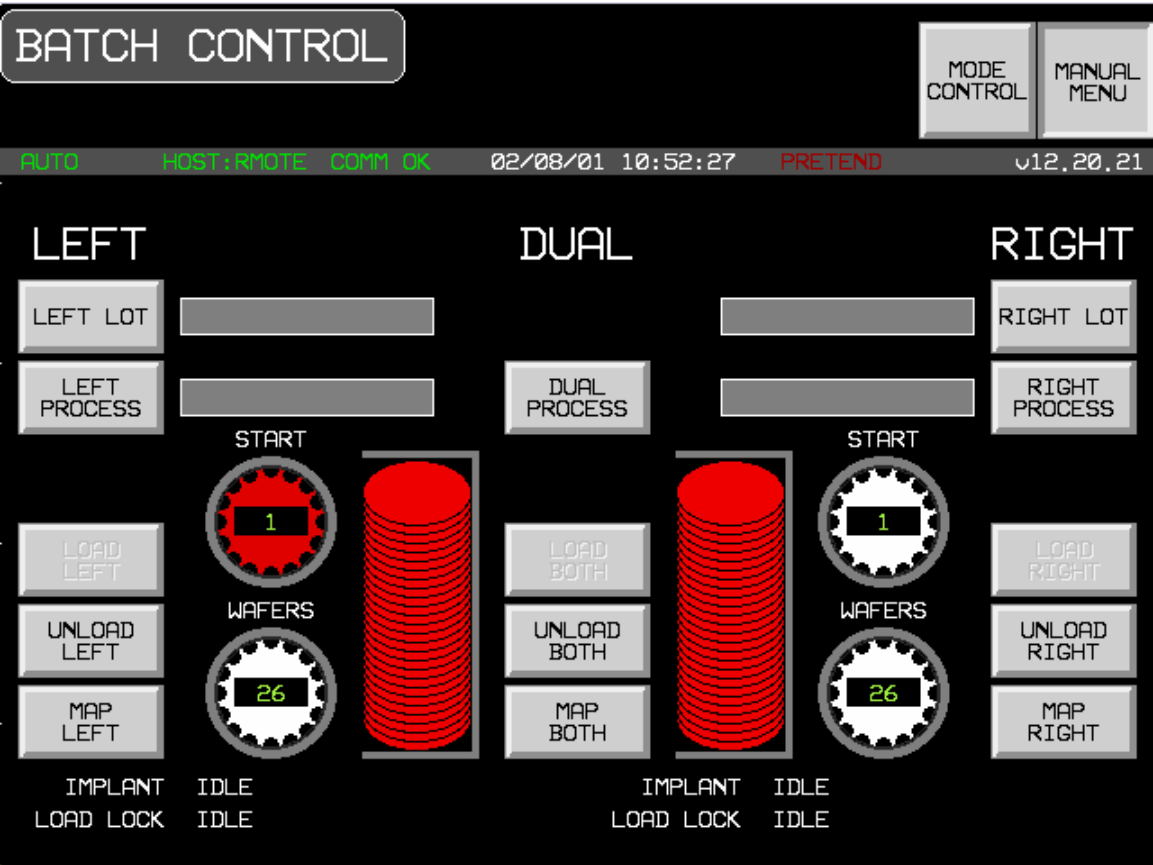 BATCH CONTROL
MODE
CONTROL
MANUAL
MENU
AUTO HOST:RMOTE COMM OK 02/08/01 10:52:27 PRETEND v12.20.21
LEFT DUAL RIGHT
LEFT LOT
RIGHT LOT
LEFT
PROCESS
DUAL
PROCESS
RIGHT
PROCESS
START
START
1
1
LOAD
LEFT
LOAD
BOTH
LOAD
RIGHT
WAFERS
WAFERS
UNLOAD
LEFT
UNLOAD
BOTH
UNLOAD
RIGHT
26
26
MAP
LEFT
MAP
BOTH
MAP
RIGHT
IMPLANT IDLE
IMPLANT IDLE
LOAD LOCK IDLE
LOAD LOCK IDLE